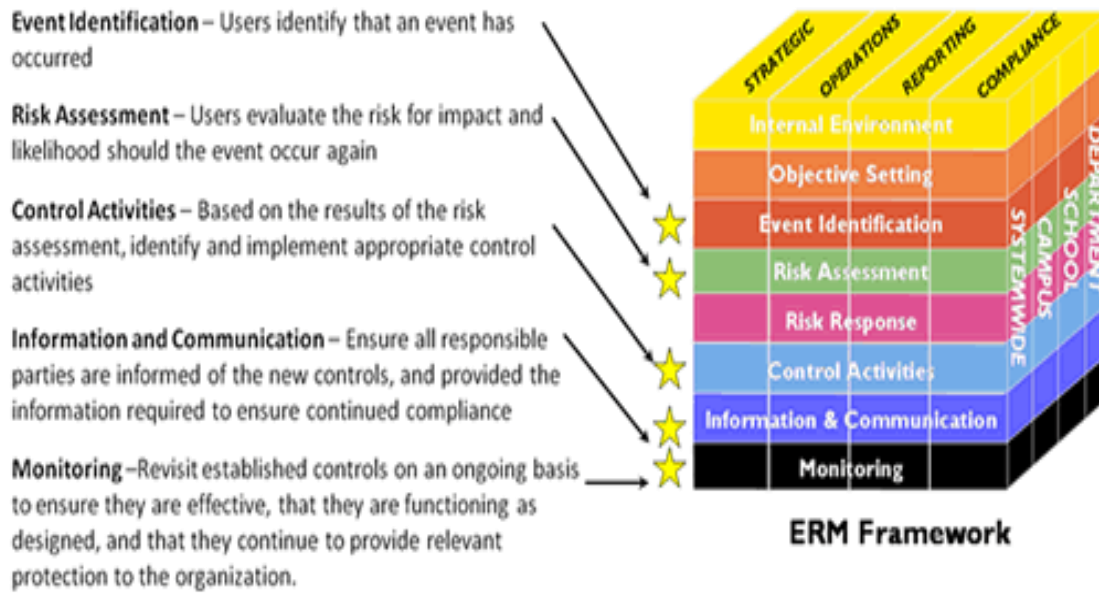 Event Identification – Users identify that an event has
occurred
Risk Assessment – Users evaluate the risk for impact and
likelihood should the event occur again
Control Activities – Based on the results of the risk
assessment, identify and implement appropriate control
activities
Information and Communication – Ensure all responsible
parties are informed of the new controls, and provided the
information required to ensure continued compliance
Monitoring –Revisit established controls on an ongoing basis
to ensure they are effective, that they are functioning as
designed, and that they continue to provide relevant
protection to the organization.
STRATEGIC
OPERATIONS
REPORTING
COMPLIANCE
Internal Environment
Objective Setting
Event Identification
Risk Assessment
Risk Response
Control Activities
Information & Communication
Monitoring
SYSTEMWIDE
CAMPUS
SCHOOL
DEPARTMENT
ERM Framework